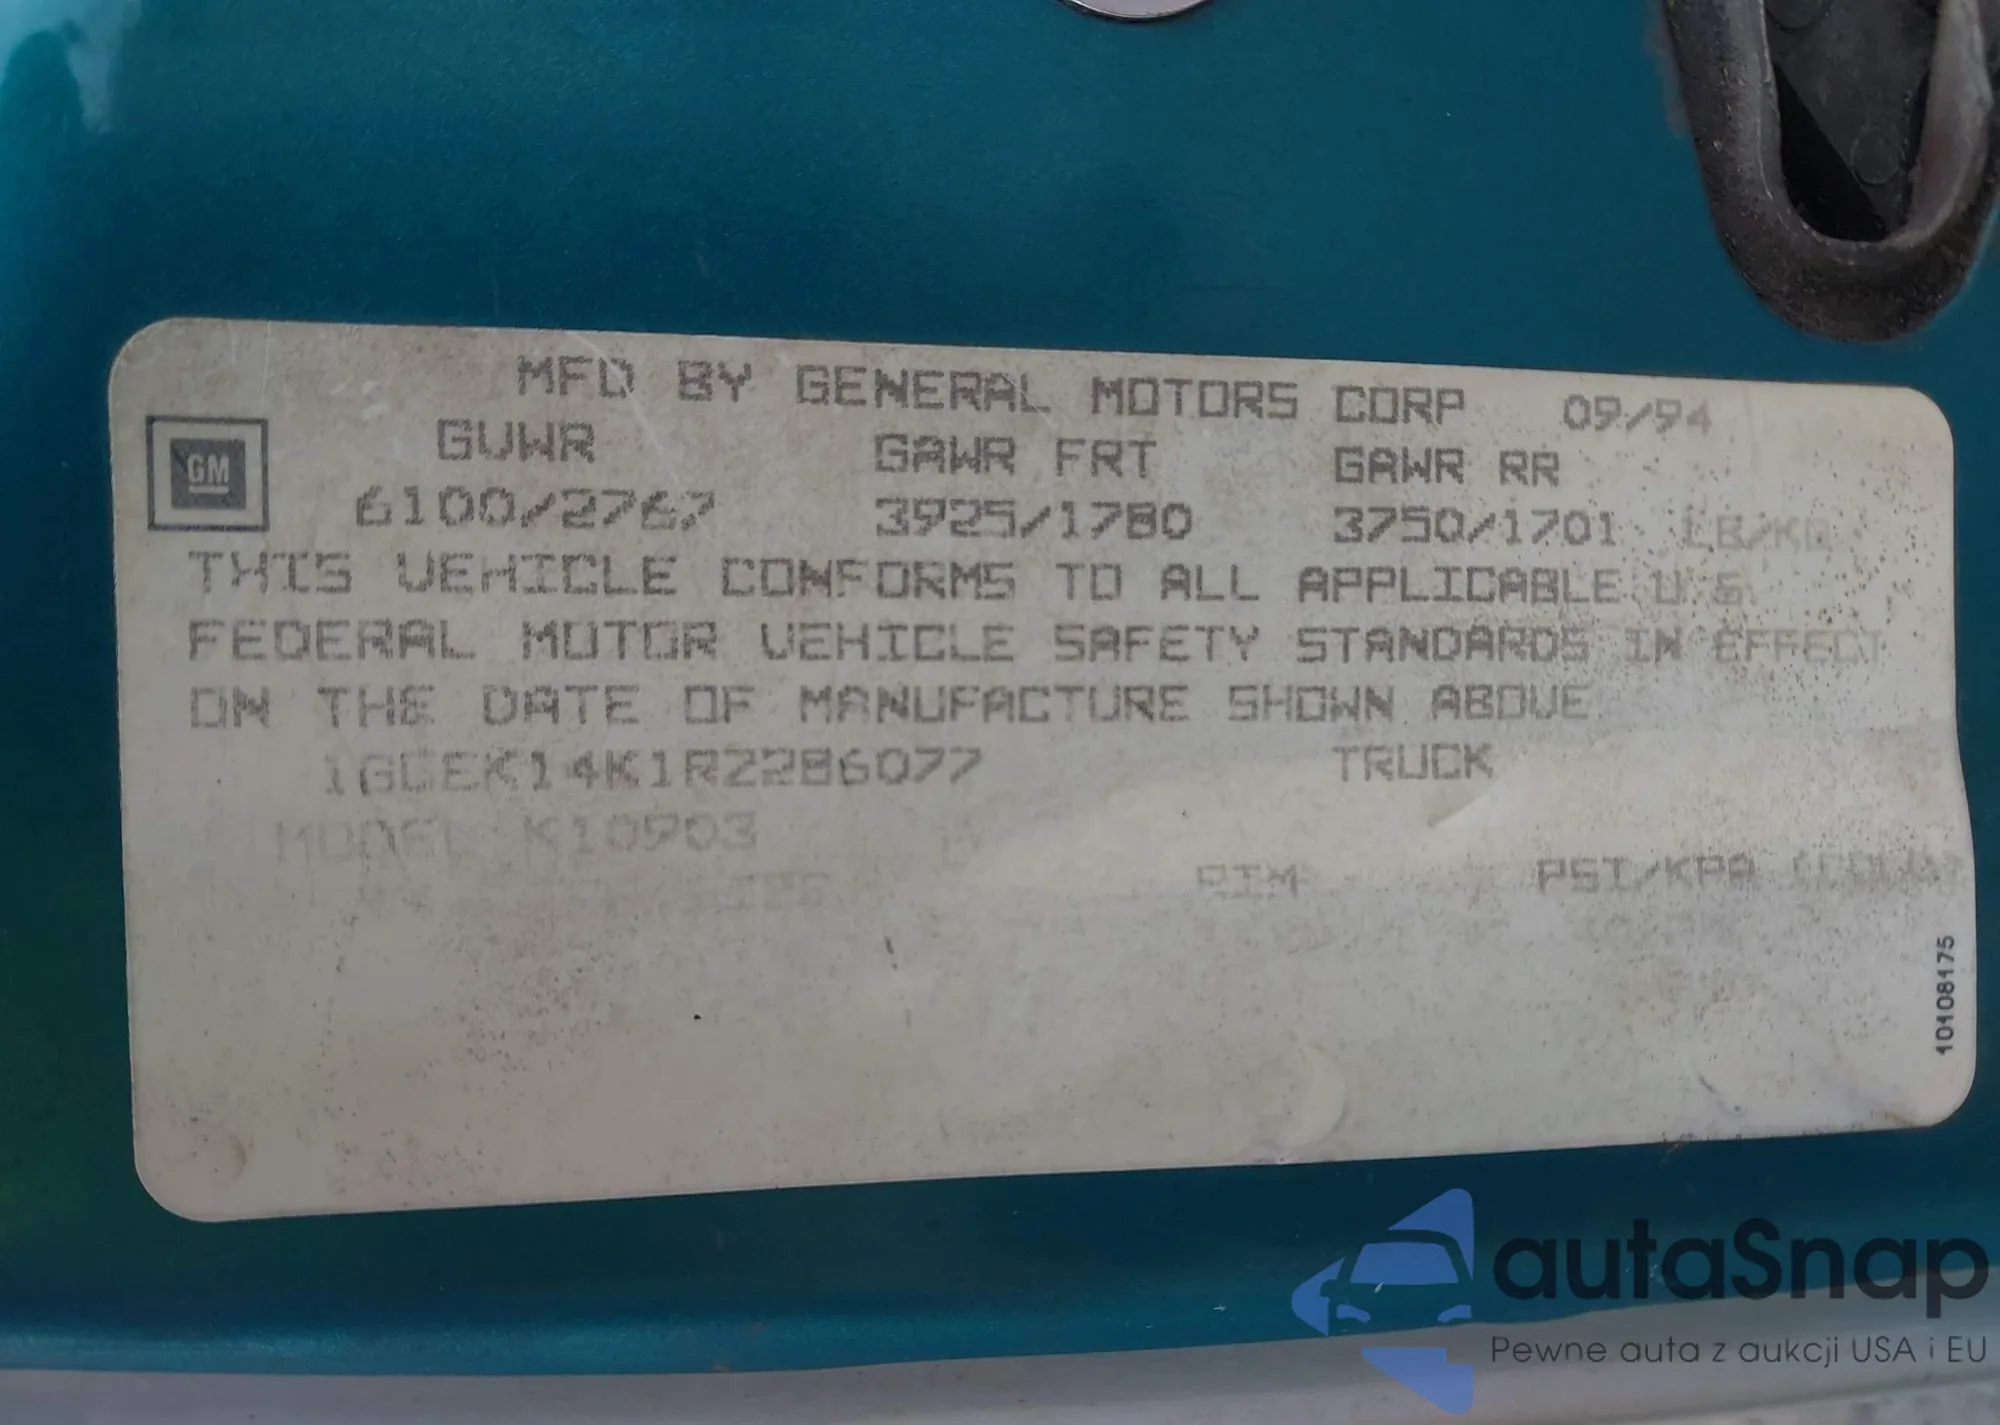 MFD BY GENERAL MOTORS CORP 09/94
GM
GVWR GAWR FRT GAWR RR
6100/2767 3925/1780 3750/1701 LB/KG
THIS VEHICLE CONFORMS TO ALL APPLICABLE U.S.
FEDERAL MOTOR VEHICLE SAFETY STANDARDS IN EFFECT
ON THE DATE OF MANUFACTURE SHOWN ABOVE
1GCEK14K1RZ286077 TRUCK
MODEL K10903
RIM PSI/KPA (COLD)
10108175
autaSnap
Pewne auta z aukcji USA i EU